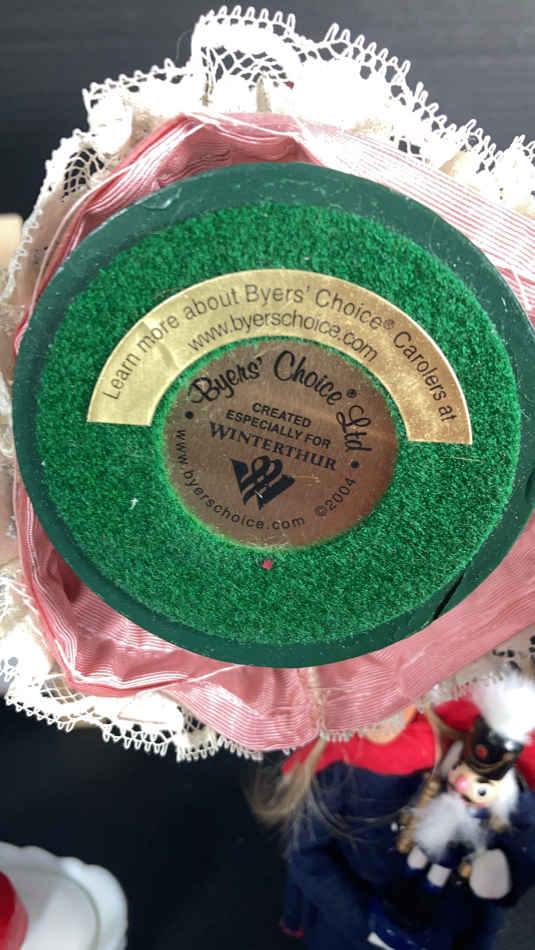 Learn more about Byers' Choice® Carolers at
www.byerschoice.com
Byers' Choice® Ltd
CREATED
ESPECIALLY FOR
WINTERTHUR
www.byerschoice.com ©2004